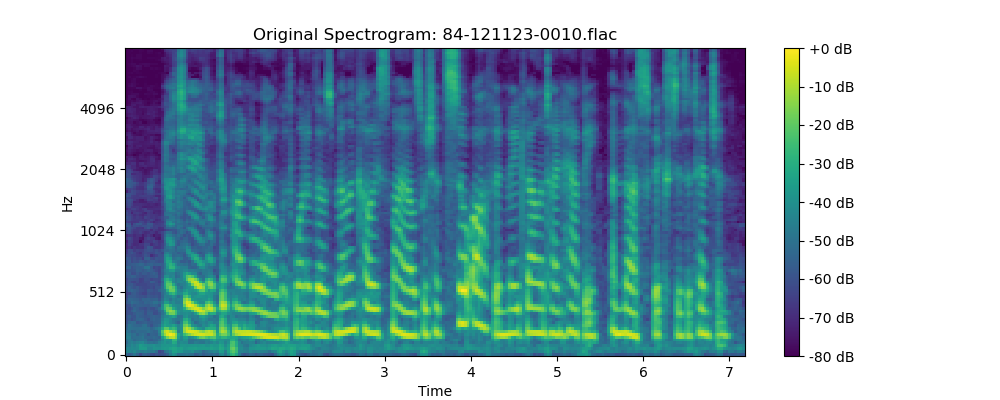 Original Spectrogram: 84-121123-0010.flac
Hz
4096
2048
1024
512
0
0 1 2 3 4 5 6 7
Time
+0 dB
-10 dB
-20 dB
-30 dB
-40 dB
-50 dB
-60 dB
-70 dB
-80 dB